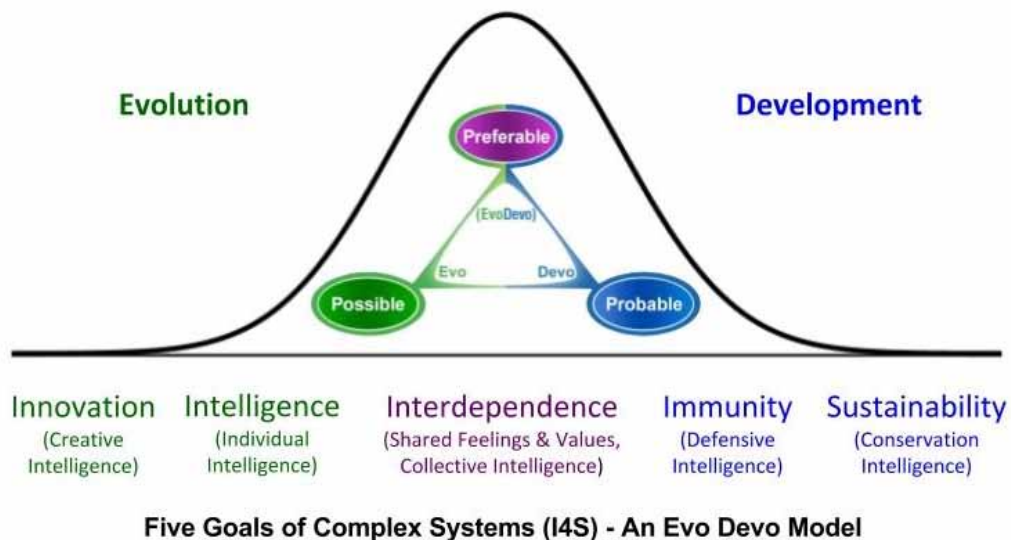 Evolution
Development
Preferable
(EvoDevo)
Evo
Devo
Possible
Probable
Innovation
(Creative
Intelligence)
Intelligence
(Individual
Intelligence)
Interdependence
(Shared Feelings & Values,
Collective Intelligence)
Immunity
(Defensive
Intelligence)
Sustainability
(Conservation
Intelligence)
Five Goals of Complex Systems (I4S) - An Evo Devo Model